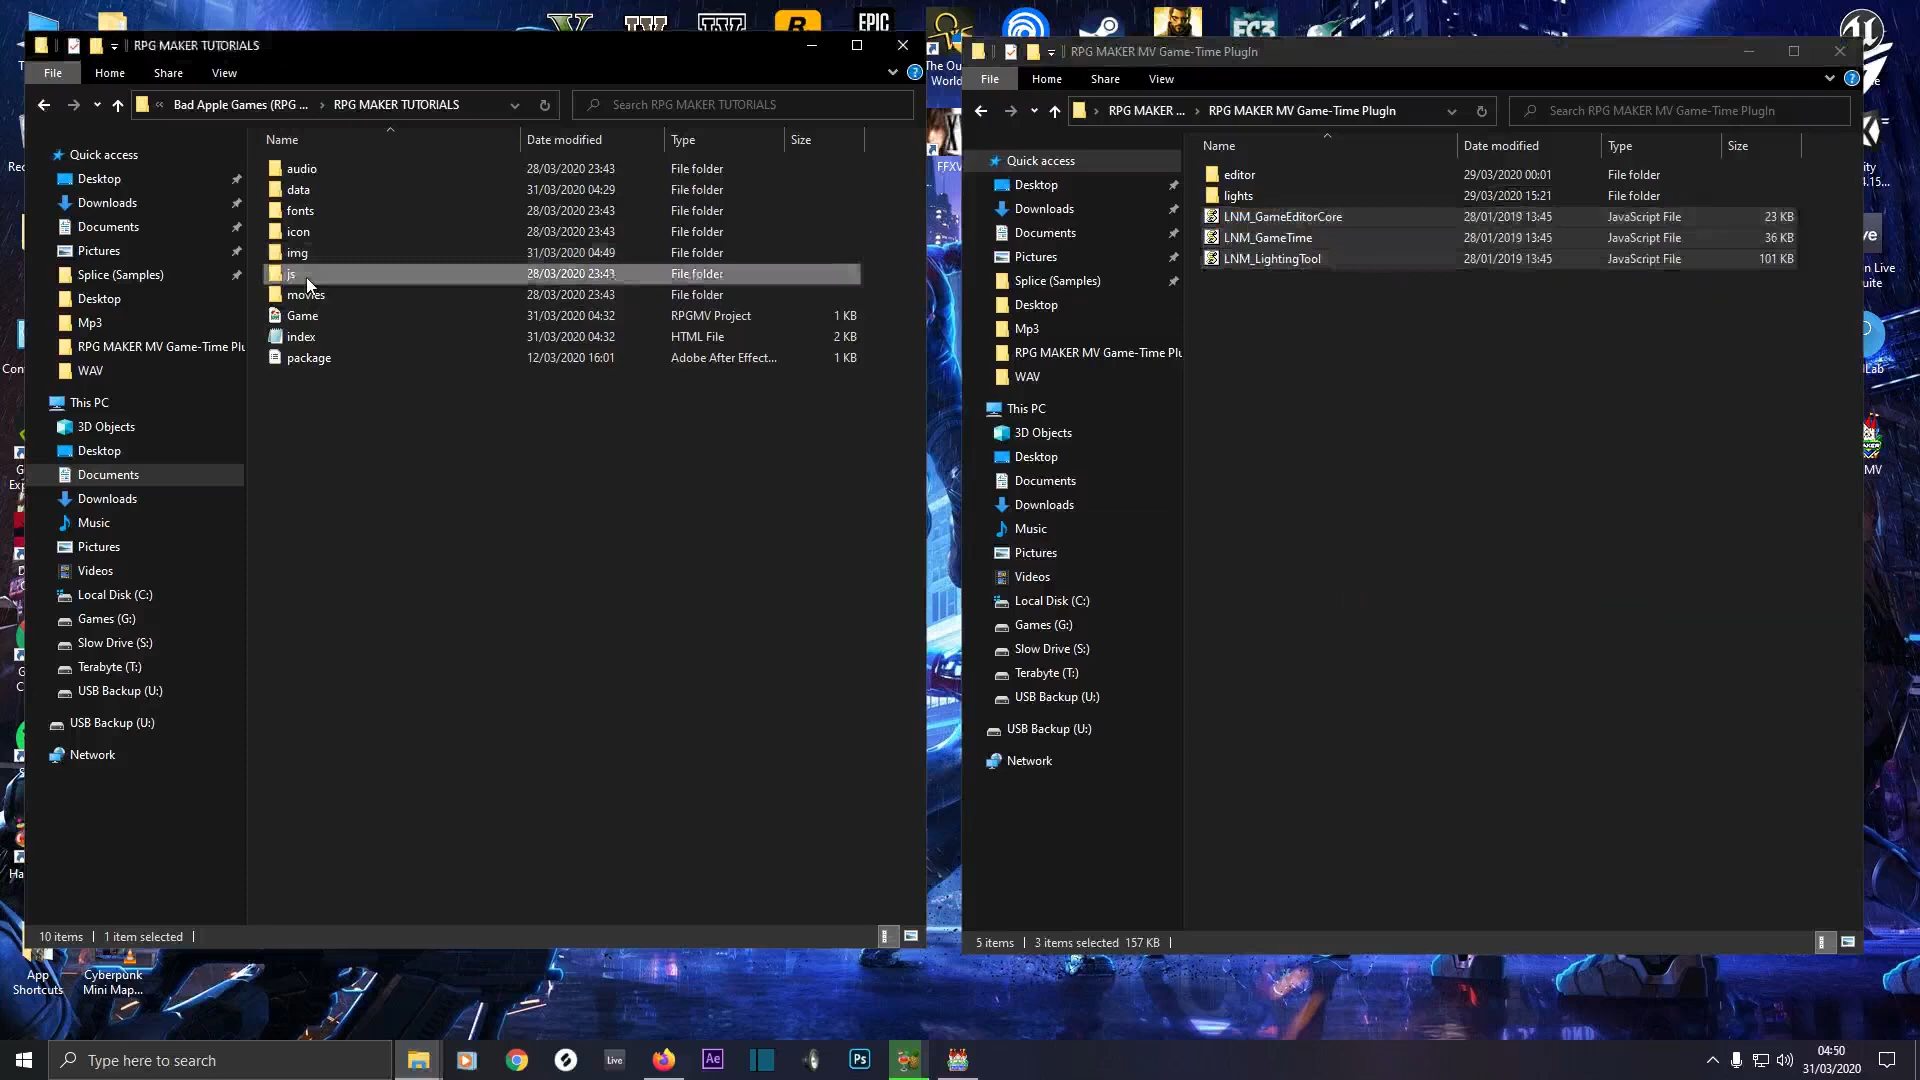 RPG MAKER TUTORIALS
File
Home
Share
View
Bad Apple Games (RPG ...
RPG MAKER TUTORIALS
Search RPG MAKER TUTORIALS
Name
Date modified
Type
Size
Quick access
Desktop
Downloads
Documents
Pictures
Splice (Samples)
Desktop
Mp3
RPG MAKER MV Game-Time Plu
WAV
This PC
3D Objects
Desktop
Documents
Downloads
Music
Pictures
Videos
Local Disk (C:)
Games (G:)
Slow Drive (S:)
Terabyte (T:)
USB Backup (U:)
USB Backup (U:)
Network
audio 28/03/2020 23:43 File folder
data 31/03/2020 04:29 File folder
fonts 28/03/2020 23:43 File folder
icon 28/03/2020 23:43 File folder
img 31/03/2020 04:49 File folder
js 28/03/2020 23:43 File folder
movies 28/03/2020 23:43 File folder
Game 31/03/2020 04:32 RPGMV Project 1 KB
index 31/03/2020 04:32 HTML File 2 KB
package 12/03/2020 16:01 Adobe After Effect... 1 KB
10 items
1 item selected
RPG MAKER MV Game-Time PlugIn
File
Home
Share
View
RPG MAKER ...
RPG MAKER MV Game-Time PlugIn
Search RPG MAKER MV Game-Time PlugIn
Name
Date modified
Type
Size
Quick access
Desktop
Downloads
Documents
Pictures
Splice (Samples)
Desktop
Mp3
RPG MAKER MV Game-Time Plu
WAV
This PC
3D Objects
Desktop
Documents
Downloads
Music
Pictures
Videos
Local Disk (C:)
Games (G:)
Slow Drive (S:)
Terabyte (T:)
USB Backup (U:)
USB Backup (U:)
Network
editor 29/03/2020 00:01 File folder
lights 29/03/2020 15:21 File folder
LNM_GameEditorCore 28/01/2019 13:45 JavaScript File 23 KB
LNM_GameTime 28/01/2019 13:45 JavaScript File 36 KB
LNM_LightingTool 28/01/2019 13:45 JavaScript File 101 KB
5 items
3 items selected 157 KB
EPIC
FC3
The Ou
World
FFXV
MV
App
Shortcuts
Cyberpunk
Mini Map...
Type here to search
Live
Ae
Ps
04:50
31/03/2020